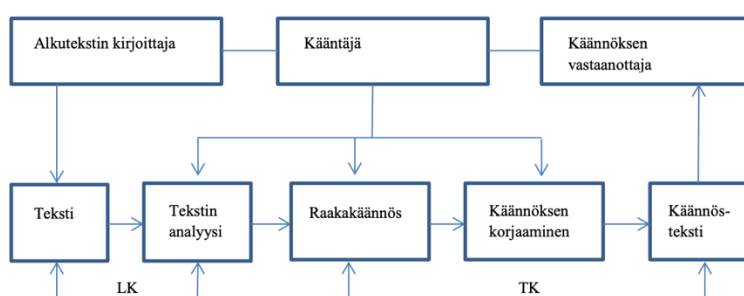 Alkutekstin kirjoittaja
Kääntäjä
Käännöksen
vastaanottaja
Teksti
Tekstin
analyysi
Raakakäännös
Käännöksen
korjaaminen
Käännös-
teksti
LK
TK